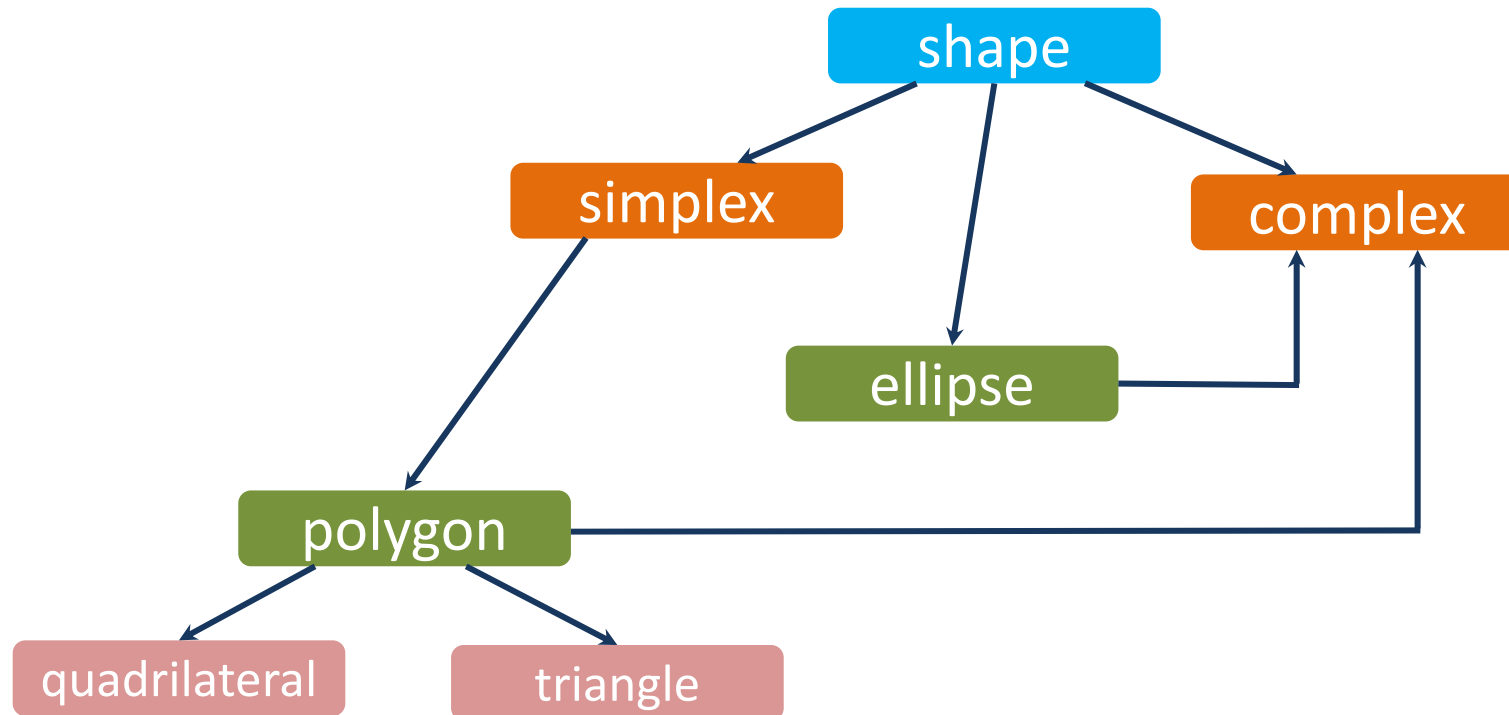 shape
simplex
complex
ellipse
polygon
quadrilateral
triangle